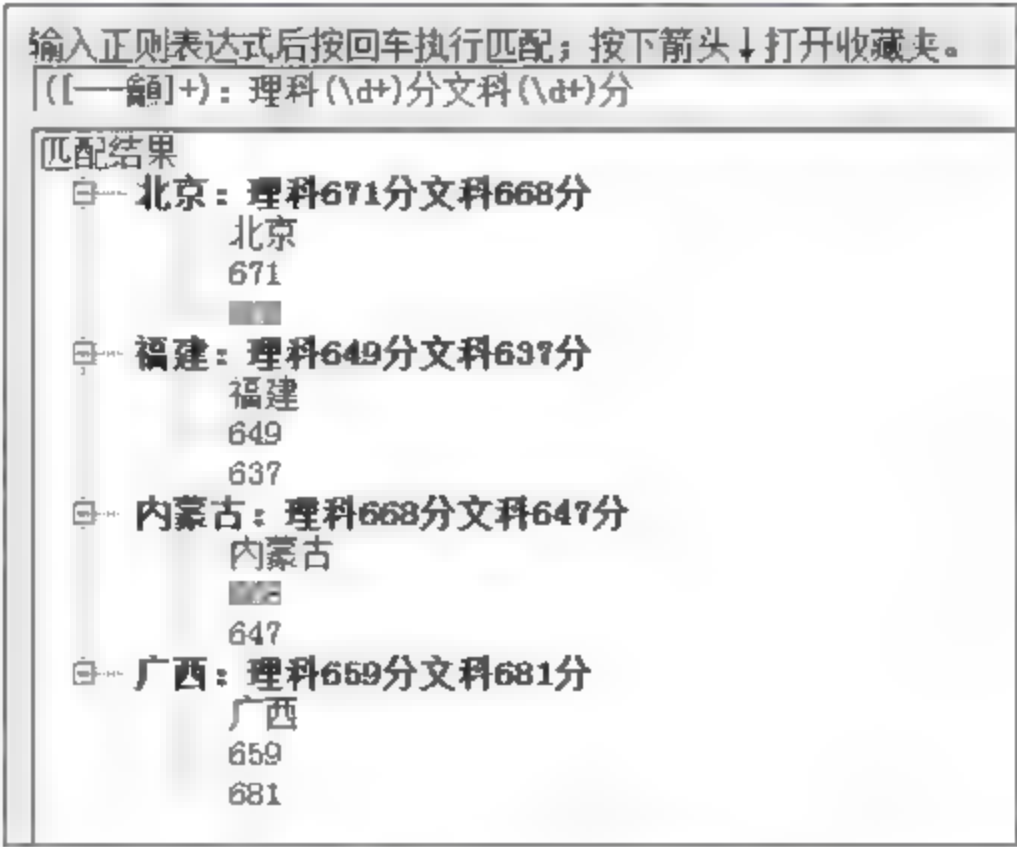 输入正则表达式后按回车执行匹配；按下箭头↓打开收藏夹。
([一-龥]+)：理科(\d+)分文科(\d+)分
匹配结果
北京：理科671分文科668分
北京
671
福建：理科649分文科637分
福建
649
637
内蒙古：理科668分文科647分
内蒙古
647
广西：理科659分文科681分
广西
659
681